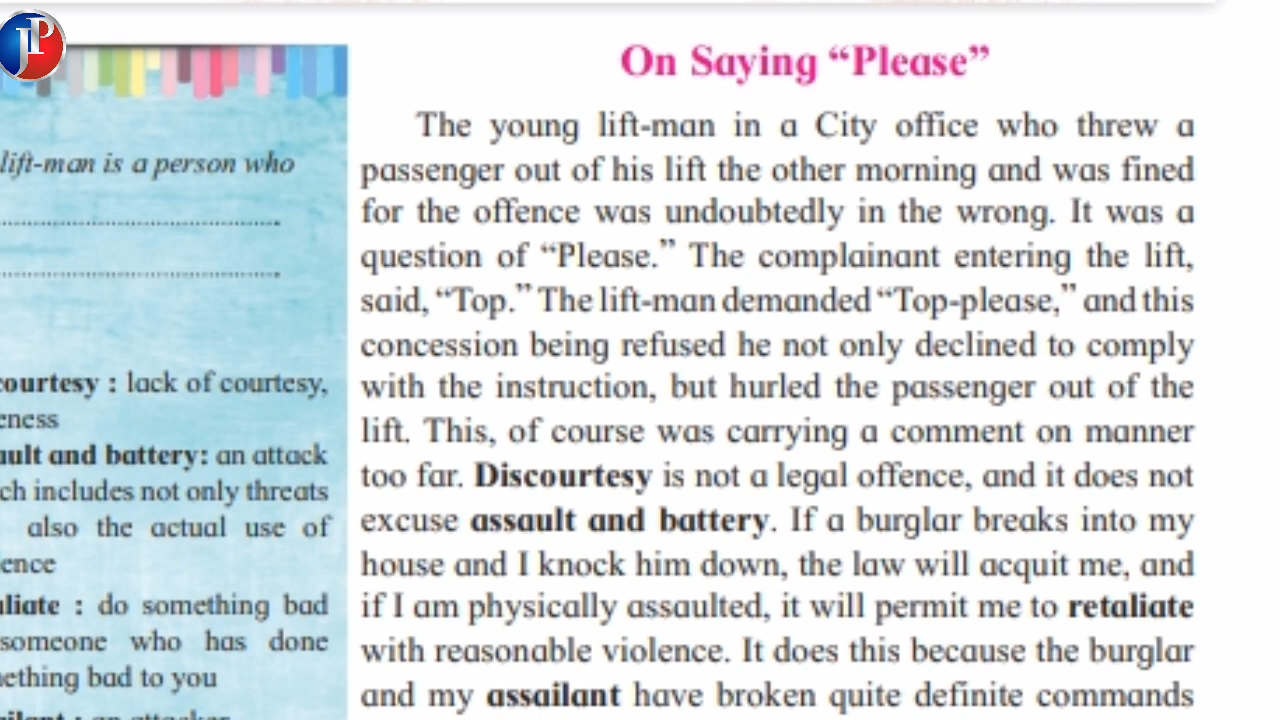 JP
On Saying “Please”
The young lift-man in a City office who threw a
passenger out of his lift the other morning and was fined
for the offence was undoubtedly in the wrong. It was a
question of “Please.” The complainant entering the lift,
said, “Top.” The lift-man demanded “Top-please,” and this
concession being refused he not only declined to comply
with the instruction, but hurled the passenger out of the
lift. This, of course was carrying a comment on manner
too far. Discourtesy is not a legal offence, and it does not
excuse assault and battery. If a burglar breaks into my
house and I knock him down, the law will acquit me, and
if I am physically assaulted, it will permit me to retaliate
with reasonable violence. It does this because the burglar
and my assailant have broken quite definite commands
lift-man is a person who
courtesy : lack of courtesy,
eness
ault and battery: an attack
ch includes not only threats
also the actual use of
ence
aliate : do something bad
someone who has done
ething bad to you
ailant : an attacker